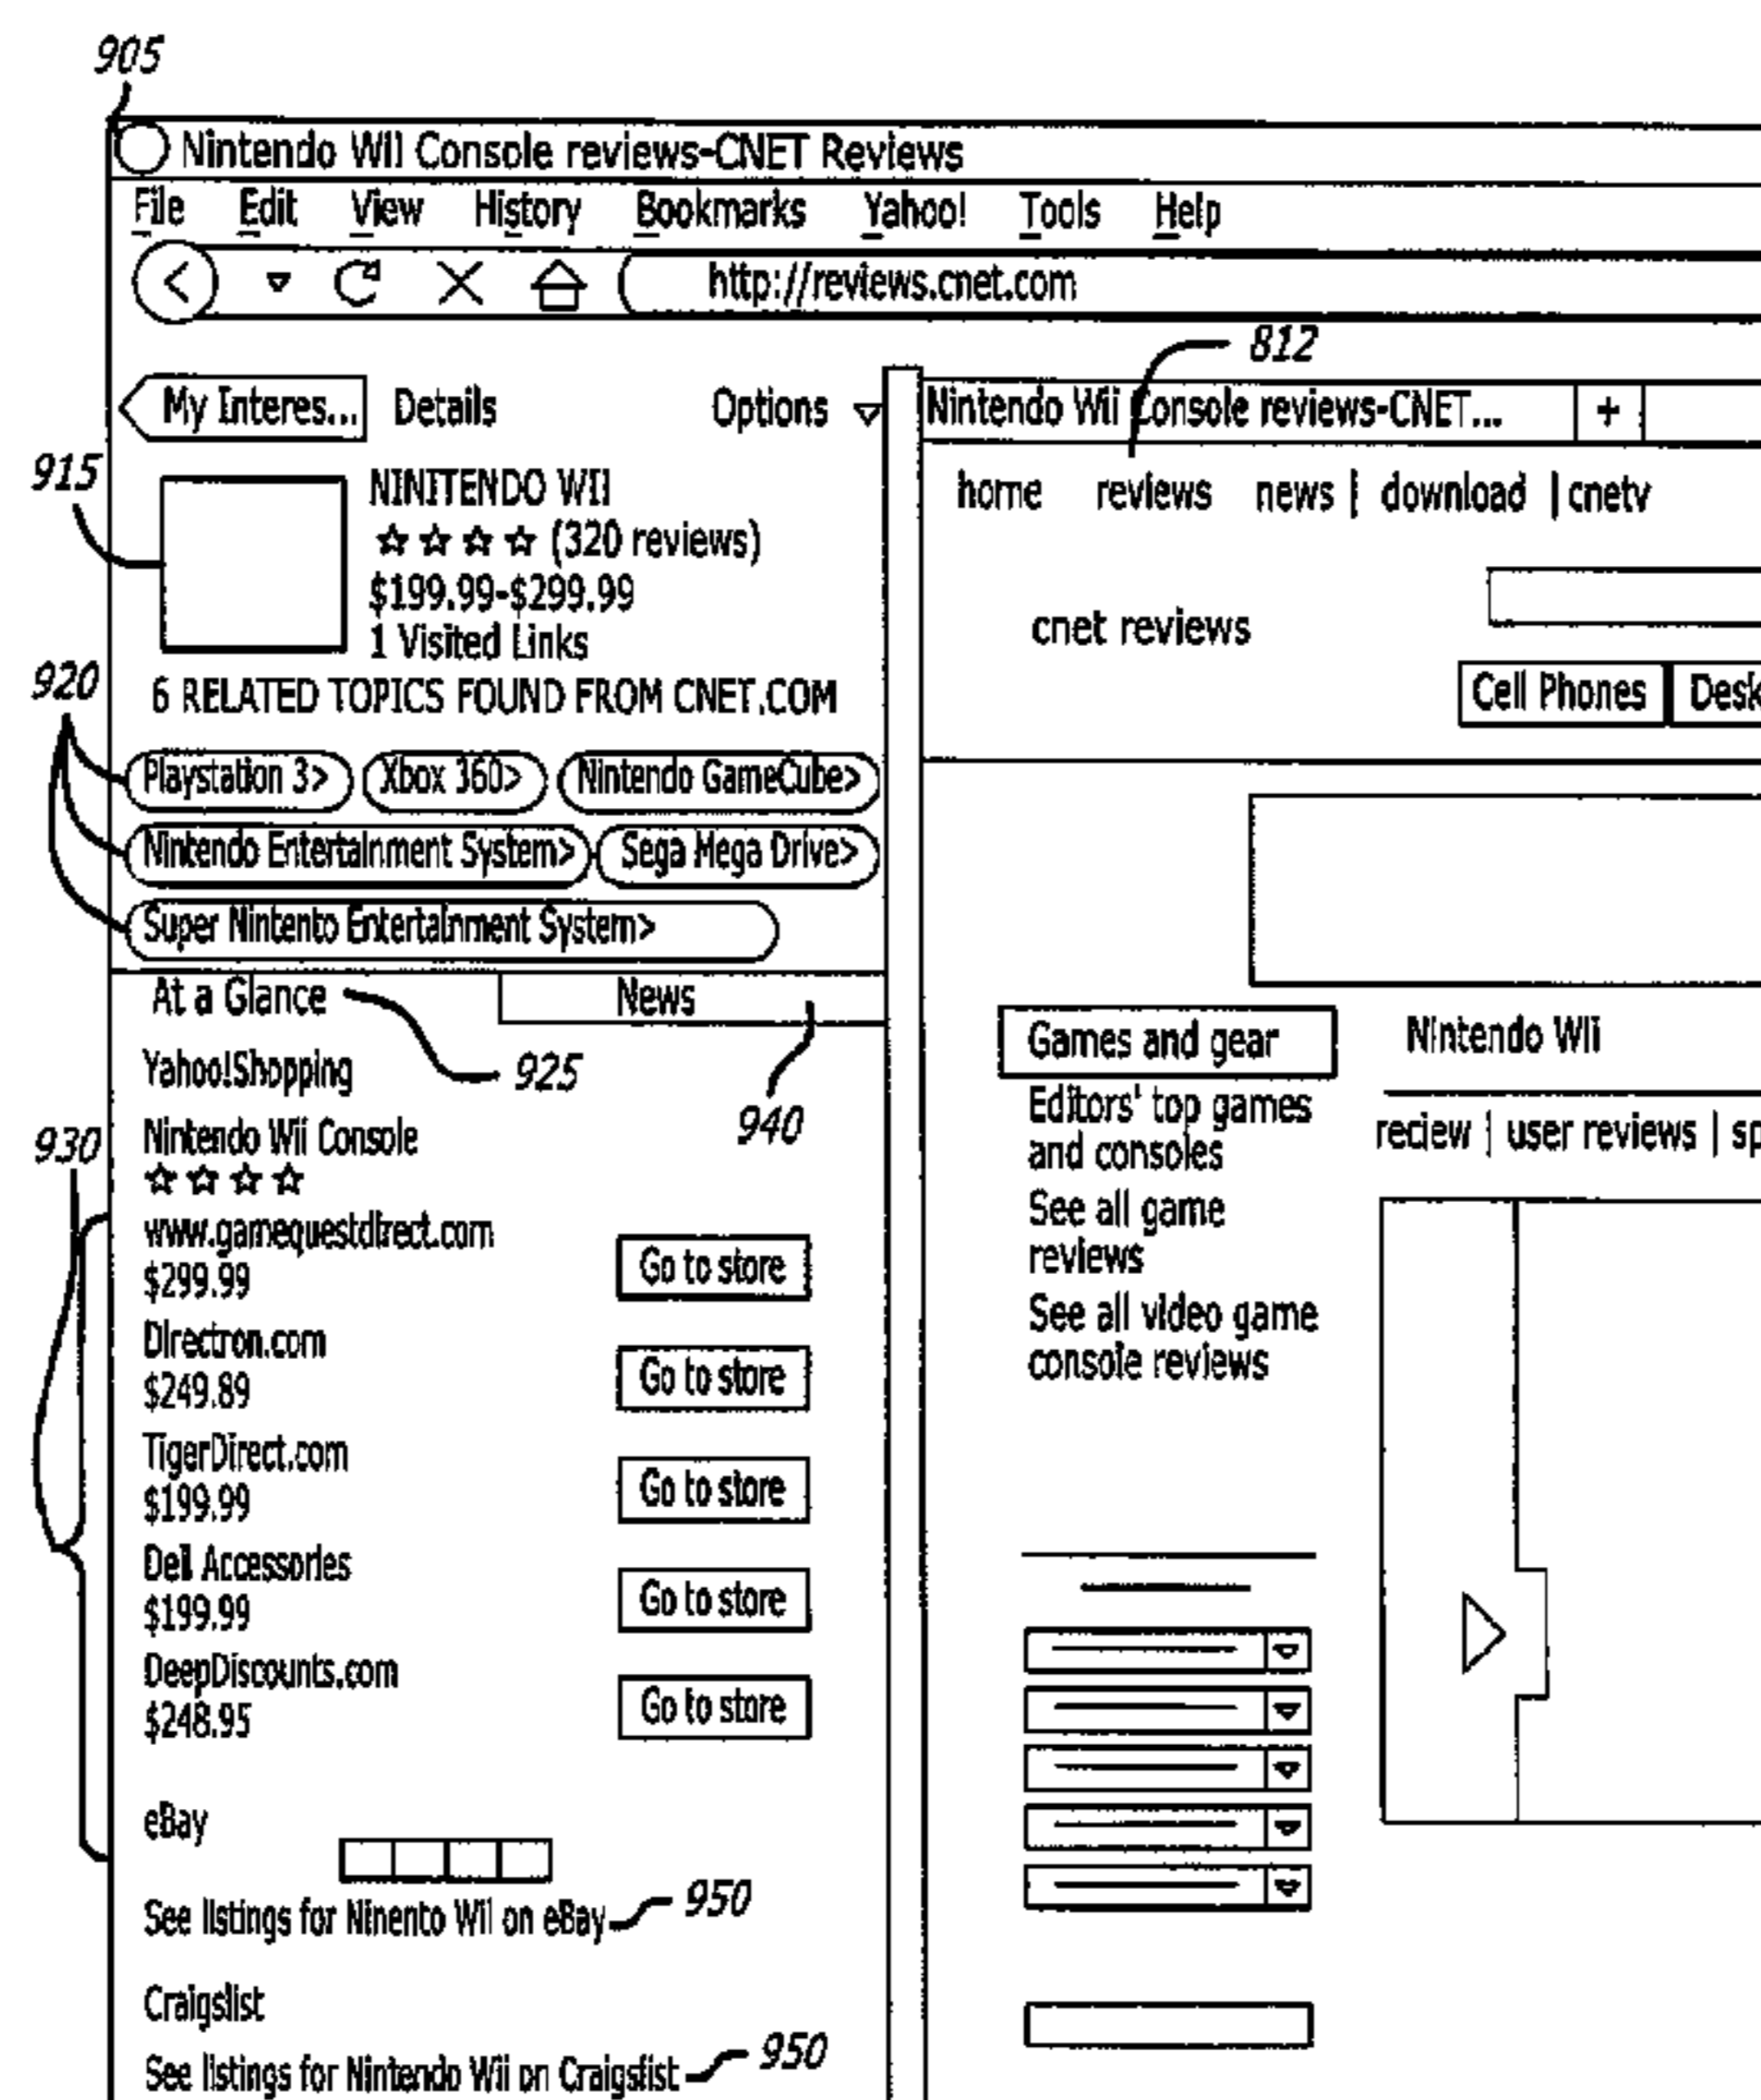 905
Nintendo Wii Console reviews-CNET Reviews
File Edit View History Bookmarks Yahoo! Tools Help
http://reviews.cnet.com
812
My Interes... Details Options
Nintendo Wii Console reviews-CNET... +
915
NINITENDO WII
(320 reviews)
$199.99-$299.99
1 Visited Links
home reviews news | download | cnetv
cnet reviews
920
6 RELATED TOPICS FOUND FROM CNET.COM
Cell Phones Desk
Playstation 3> Xbox 360> Nintendo GameCube>
Nintendo Entertainment System> Sega Mega Drive>
Super Nintento Entertainment System>
At a Glance News
925
940
Yahoo!Shopping
930
Nintendo Wii Console
www.gamequestdirect.com
$299.99 Go to store
Directron.com
$249.89 Go to store
TigerDirect.com
$199.99 Go to store
Dell Accessories
$199.99 Go to store
DeepDiscounts.com
$248.95 Go to store
eBay
See listings for Ninento Wii on eBay 950
Craigslist
See listings for Nintendo Wii on Craigslist 950
Games and gear
Editors' top games
and consoles
See all game
reviews
See all video game
console reviews
Nintendo Wii
reciew | user reviews | sp